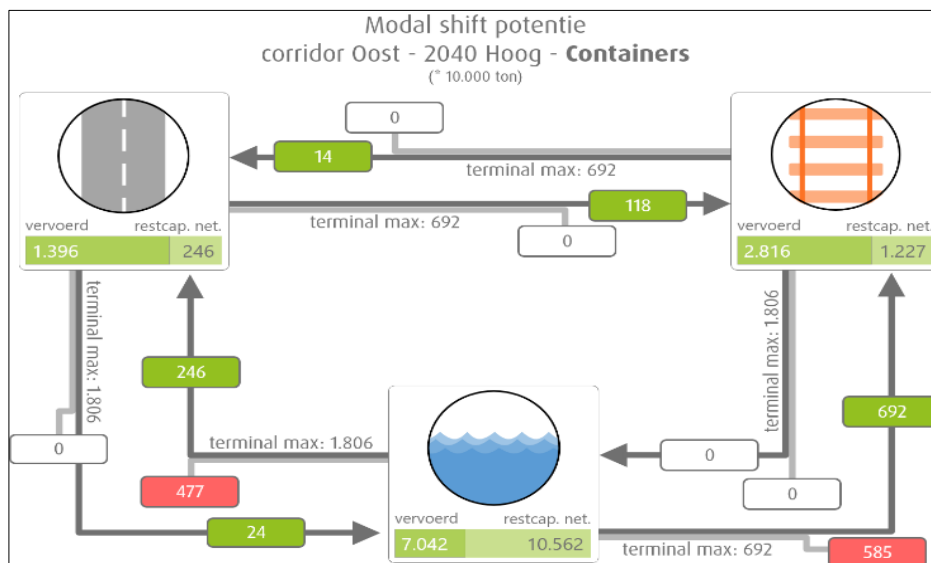 Modal shift potentie
corridor Oost - 2040 Hoog - Containers
(* 10.000 ton)
0
14
terminal max: 692
118
terminal max: 692
0
vervoerd restcap. net.
1.396 246
vervoerd restcap. net.
2.816 1.227
terminal max: 1.806
terminal max: 1.806
246
692
0
terminal max: 1.806
0
477
0
24
vervoerd restcap. net.
7.042 10.562
terminal max: 692
585